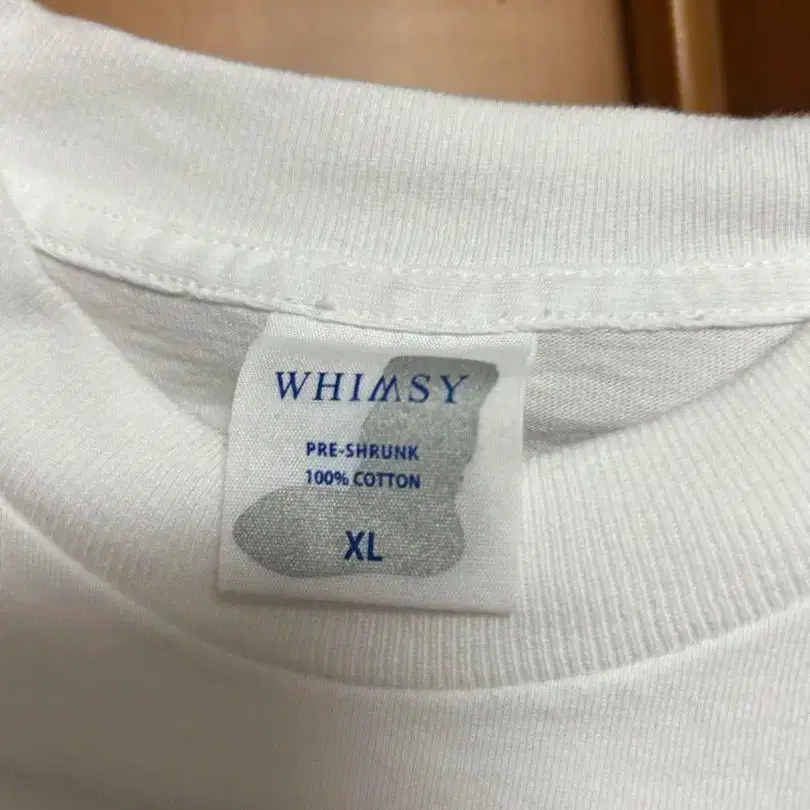 WHIMSY
PRE-SHRUNK
100% COTTON
XL